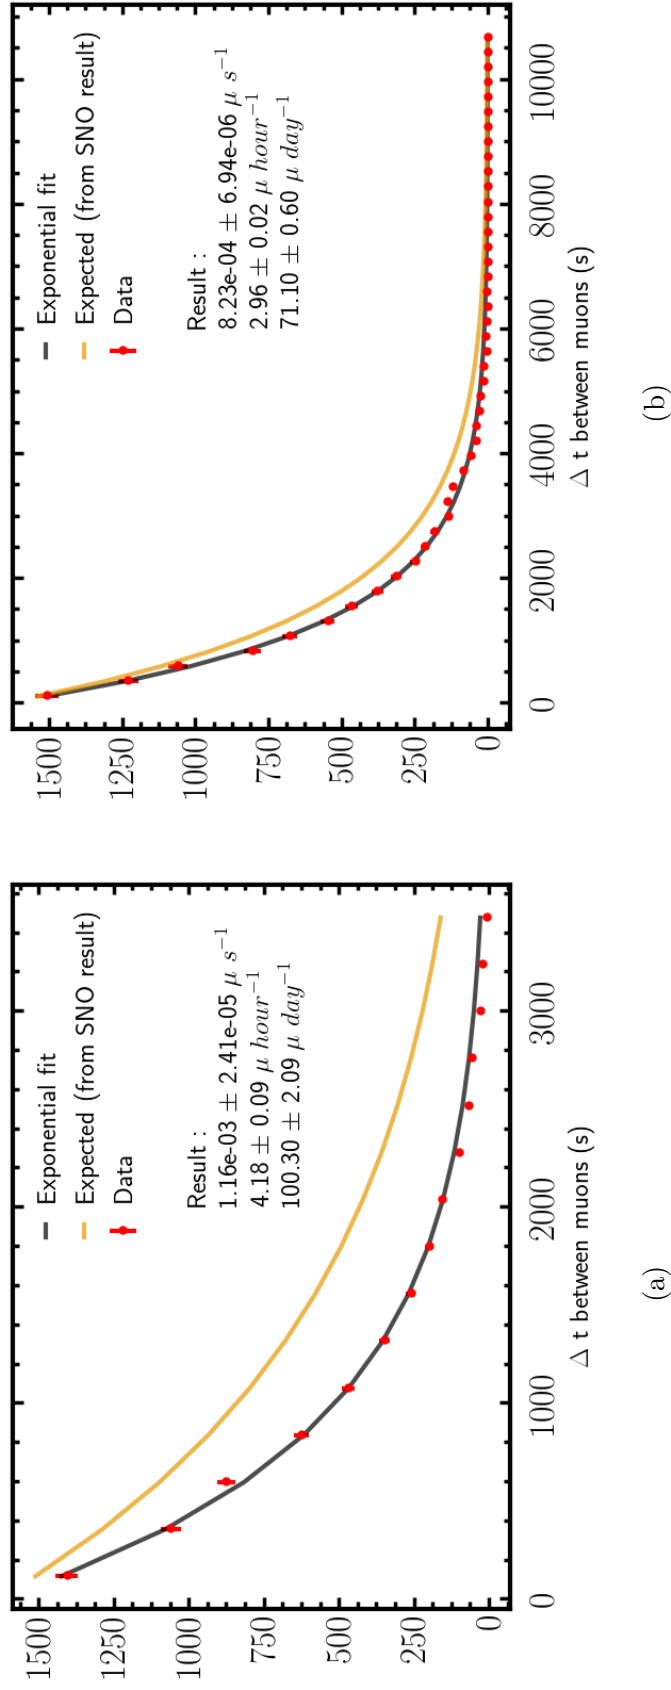 Exponential fit
Expected (from SNO result)
Data
Result :
1.16e-03 ± 2.41e-05 μ s⁻¹
4.18 ± 0.09 μ hour⁻¹
100.30 ± 2.09 μ day⁻¹
1500
1250
1000
750
500
250
0
0 1000 2000 3000
Δ t between muons (s)
(a)
Exponential fit
Expected (from SNO result)
Data
Result :
8.23e-04 ± 6.94e-06 μ s⁻¹
2.96 ± 0.02 μ hour⁻¹
71.10 ± 0.60 μ day⁻¹
1500
1250
1000
750
500
250
0
0 2000 4000 6000 8000 10000
Δ t between muons (s)
(b)